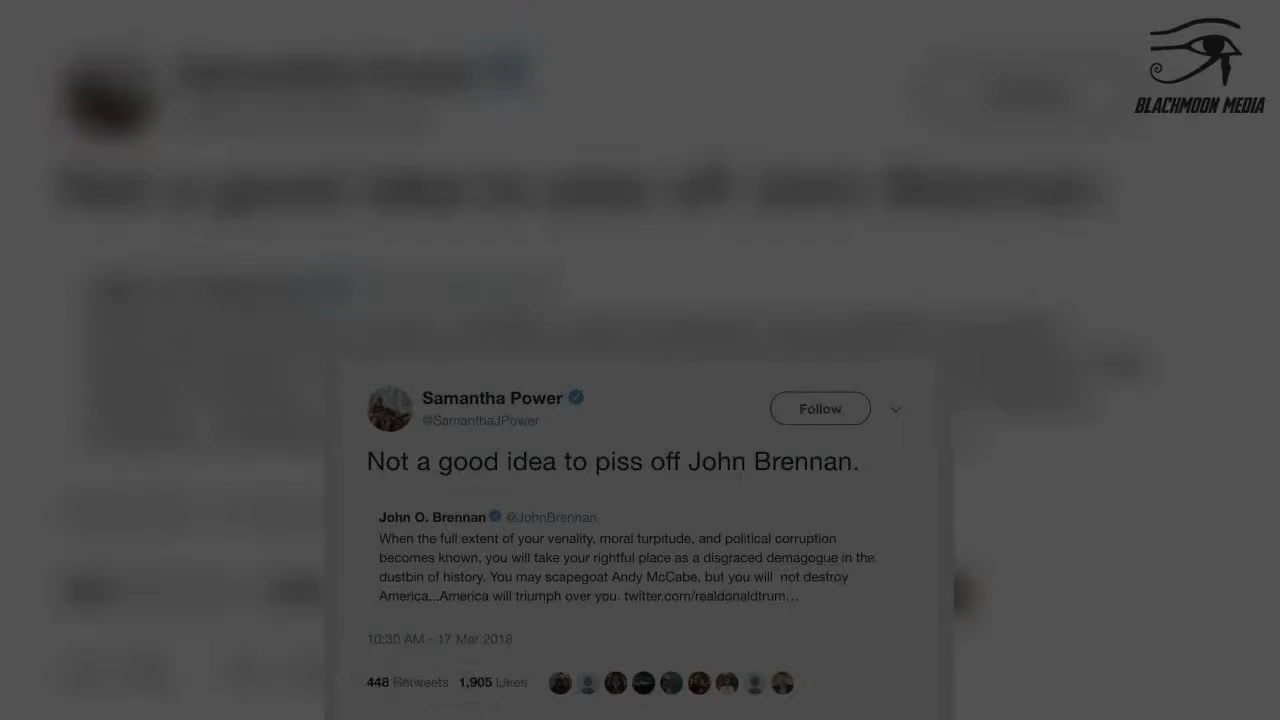 BLACHMOON MEDIA
Samantha Power
@SamanthaJPower
Follow
Not a good idea to piss off John Brennan.
John O. Brennan @JohnBrennan
When the full extent of your venality, moral turpitude, and political corruption
becomes known, you will take your rightful place as a disgraced demagogue in the
dustbin of history. You may scapegoat Andy McCabe, but you will not destroy
America...America will triumph over you. twitter.com/realdonaldtrum…
10:30 AM - 17 Mar 2018
448 Retweets 1,905 Likes